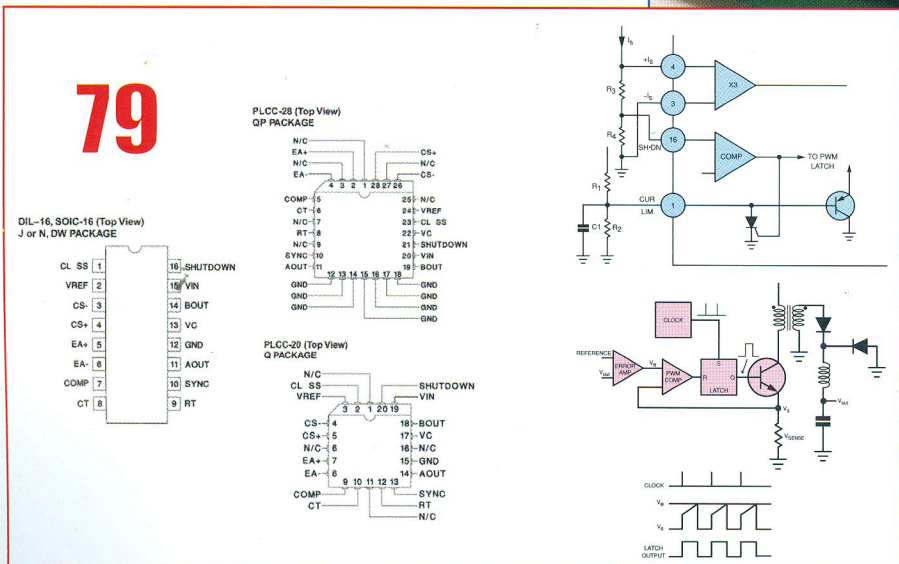 79
DIL-16, SOIC-16 (Top View)
J or N, DW PACKAGE
CL SS 1
VREF 2
CS- 3
CS+ 4
EA+ 5
EA- 6
COMP 7
CT 8
16 SHUTDOWN
15 VIN
14 BOUT
13 VC
12 GND
11 AOUT
10 SYNC
9 RT
PLCC-28 (Top View)
QP PACKAGE
N/C
EA+
N/C
EA-
CS+
N/C
CS-
4 3 2 1 28 27 26
COMP 5
CT 6
N/C 7
RT 8
N/C 9
SYNC 10
AOUT 11
25 N/C
24 VREF
23 CL SS
22 VC
21 SHUTDOWN
20 VIN
19 BOUT
12 13 14 15 16 17 18
GND
GND
GND
GND
GND
GND
GND
PLCC-20 (Top View)
Q PACKAGE
N/C
CL SS
VREF
SHUTDOWN
VIN
3 2 1 20 19
CS- 4
CS+ 5
N/C 6
EA+ 7
EA- 8
18 BOUT
17 VC
16 N/C
15 GND
14 AOUT
9 10 11 12 13
COMP
CT
SYNC
RT
N/C
IS
+IS
4
X3
R3
-IS
3
R4
16
SH•DN
COMP
TO PWM
LATCH
R1
CUR
LIM
1
C1
R2
CLOCK
REFERENCE
Vout
ERROR
AMP
Ve
PWM
COMP
R
S
Q
LATCH
VS
VSENSE
Vout
CLOCK
Ve
VS
LATCH
OUTPUT